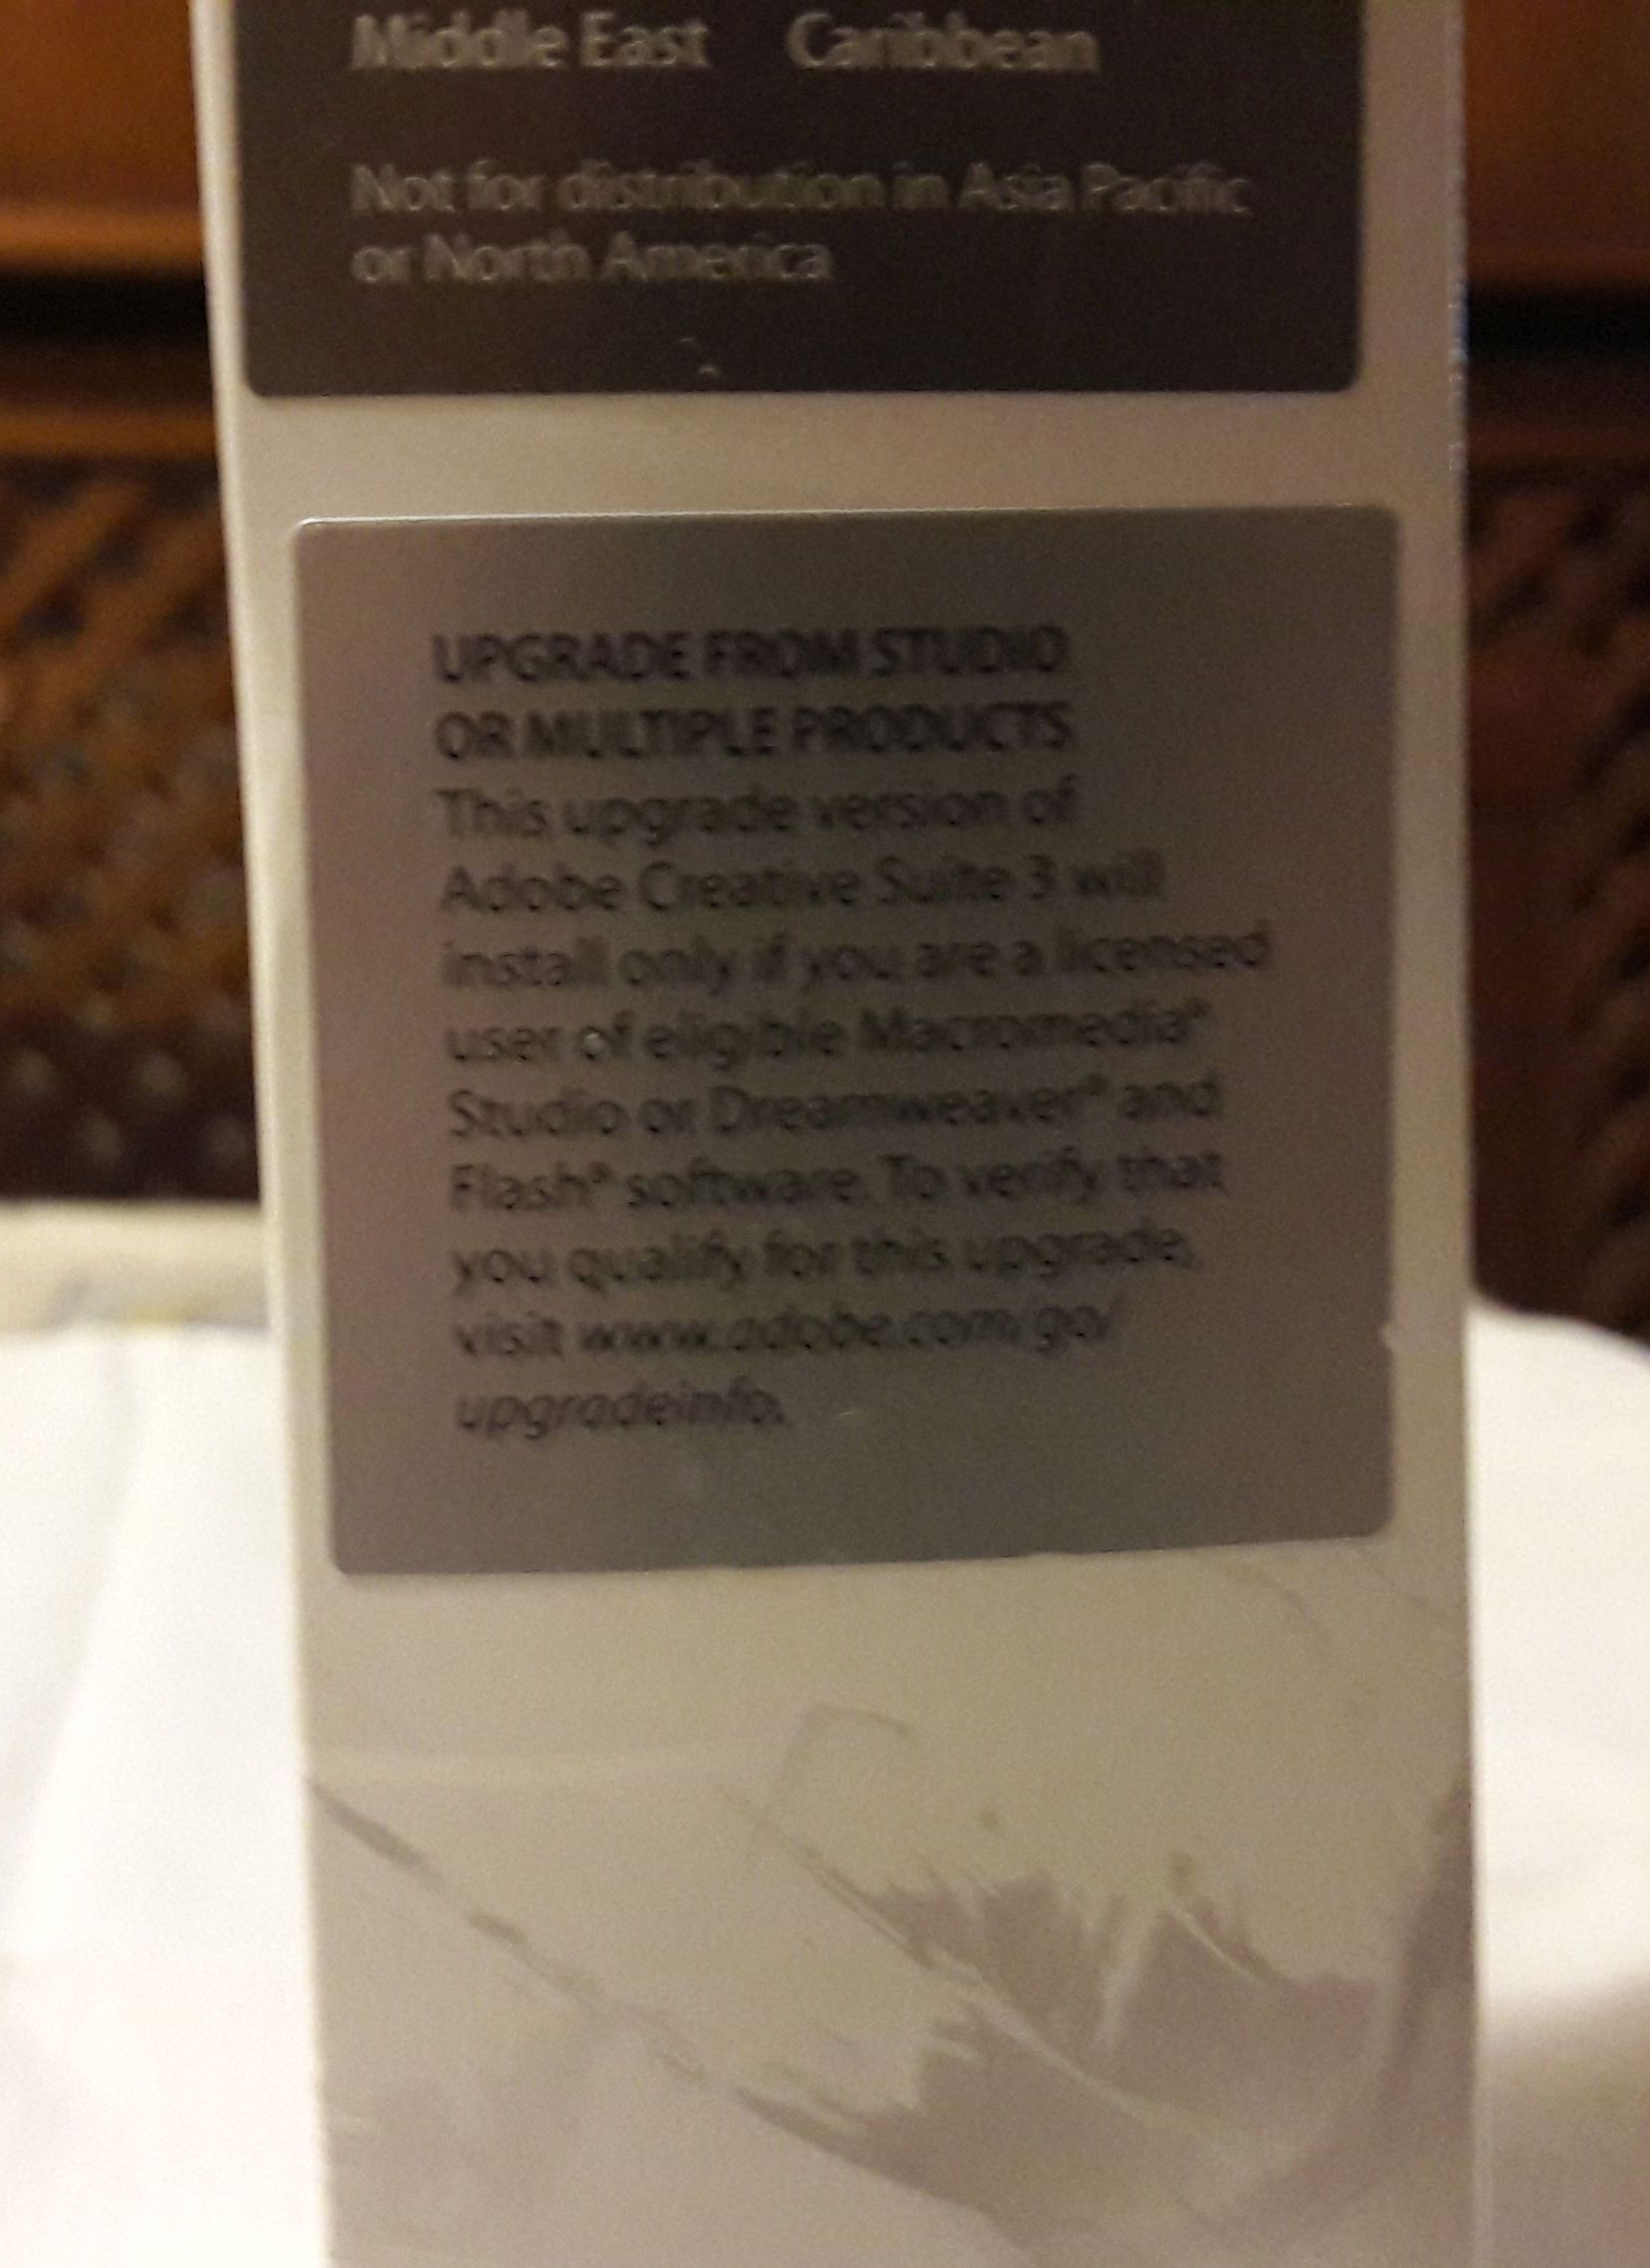 Middle East Caribbean
Not for distribution in Asia Pacific
or North America
UPGRADE FROM STUDIO
OR MULTIPLE PRODUCTS
This upgrade version of
Adobe Creative Suite 3 will
install only if you are a licensed
user of eligible Macromedia®
Studio or Dreamweaver® and
Flash® software. To verify that
you qualify for this upgrade,
visit www.adobe.com/go/
upgradeinfo.